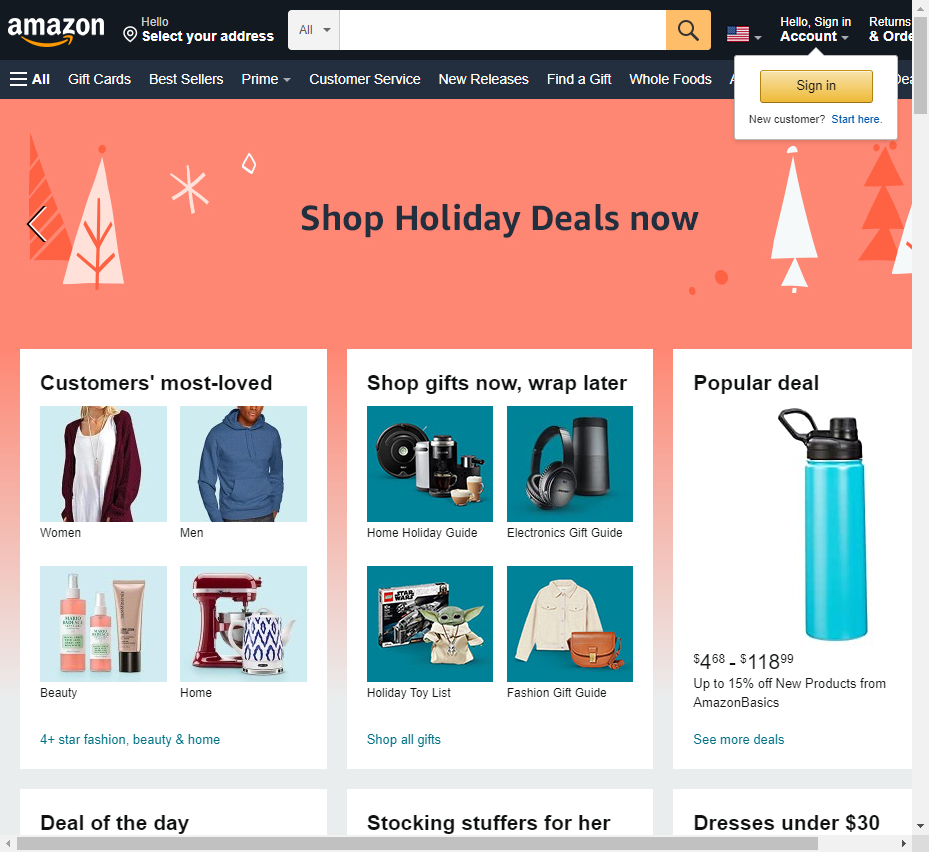 amazon
Hello
Select your address
All
Hello, Sign in
Account
Returns
& Orde
All
Gift Cards
Best Sellers
Prime
Customer Service
New Releases
Find a Gift
Whole Foods
Sign in
New customer? Start here.
Shop Holiday Deals now
Customers' most-loved
Women
Men
Beauty
Home
4+ star fashion, beauty & home
Shop gifts now, wrap later
Home Holiday Guide
Electronics Gift Guide
STAR WARS
Holiday Toy List
Fashion Gift Guide
Shop all gifts
Popular deal
$4.68 - $118.99
Up to 15% off New Products from
AmazonBasics
See more deals
Deal of the day
Stocking stuffers for her
Dresses under $30